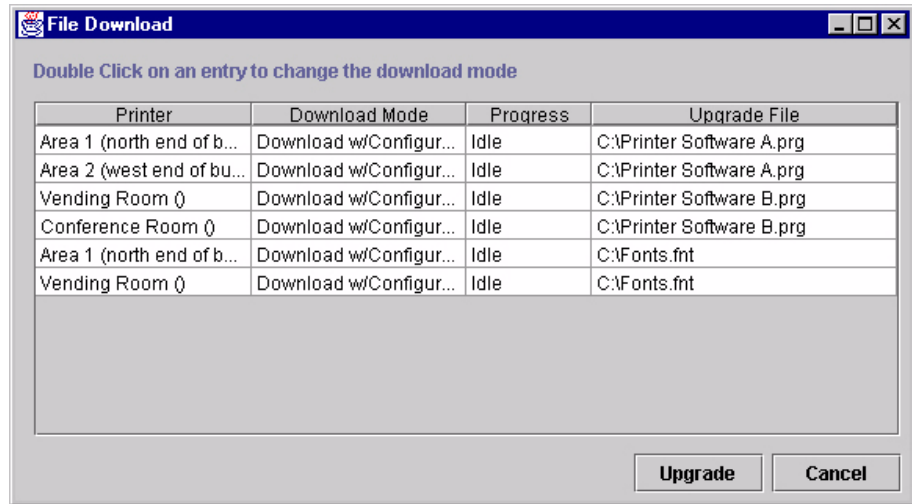 File Download
Double Click on an entry to change the download mode
Printer Download Mode Progress Upgrade File
Area 1 (north end of b... Download w/Configur... Idle C:\Printer Software A.prg
Area 2 (west end of bu... Download w/Configur... Idle C:\Printer Software A.prg
Vending Room () Download w/Configur... Idle C:\Printer Software B.prg
Conference Room () Download w/Configur... Idle C:\Printer Software B.prg
Area 1 (north end of b... Download w/Configur... Idle C:\Fonts.fnt
Vending Room () Download w/Configur... Idle C:\Fonts.fnt
Upgrade Cancel